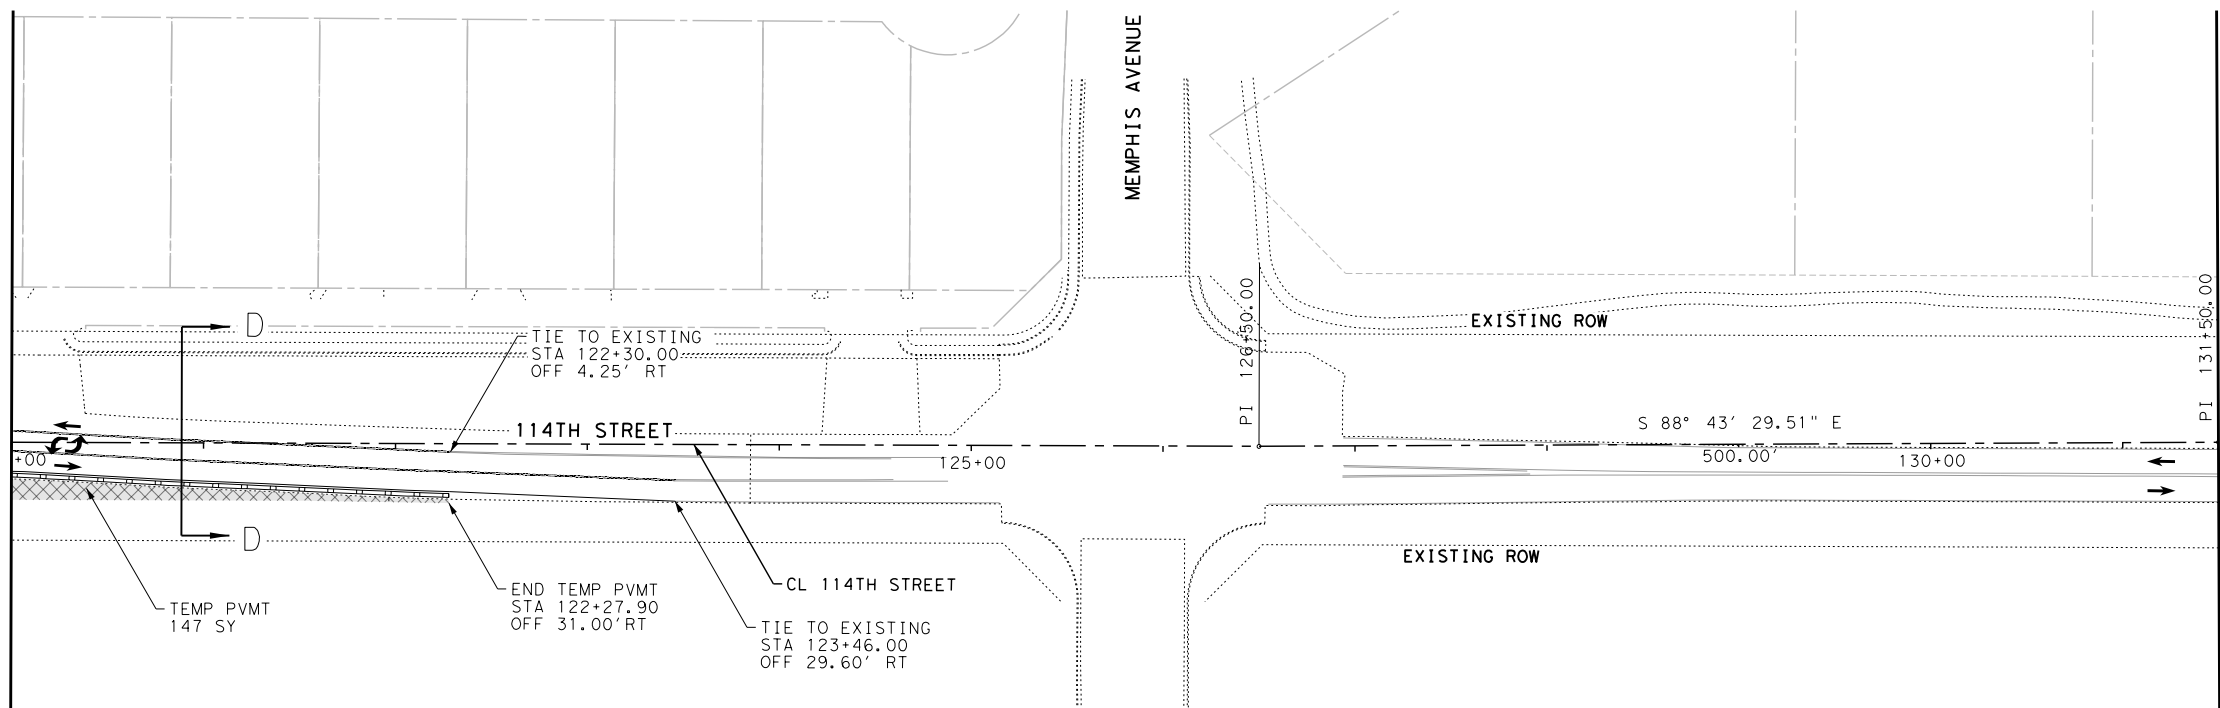 MEMPHIS AVENUE
D
TIE TO EXISTING
STA 122+30.00
OFF 4.25' RT
114TH STREET
+00
125+00
PI 126+50.00
EXISTING ROW
S 88° 43' 29.51" E
500.00'
130+00
PI 131+50.00
D
EXISTING ROW
TEMP PVMT
147 SY
END TEMP PVMT
STA 122+27.90
OFF 31.00'RT
CL 114TH STREET
TIE TO EXISTING
STA 123+46.00
OFF 29.60' RT